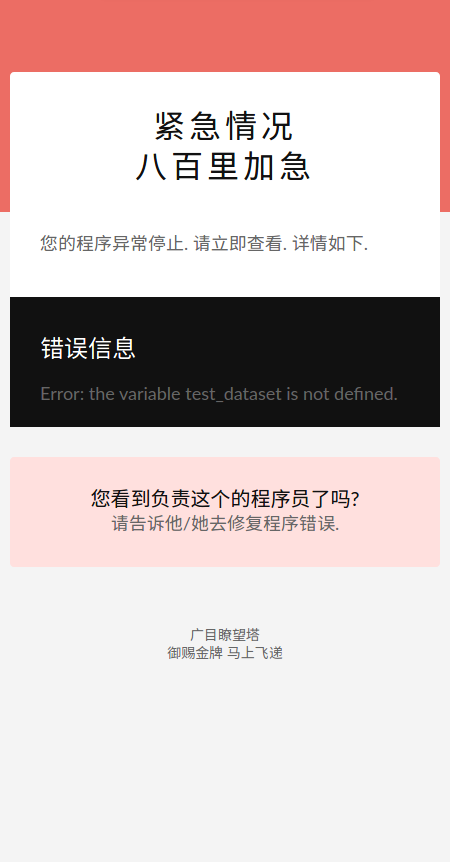 紧急情况
八百里加急
您的程序异常停止. 请立即查看. 详情如下.
错误信息
Error: the variable test_dataset is not defined.
您看到负责这个的程序员了吗?
请告诉他/她去修复程序错误.
广目瞭望塔
御赐金牌 马上飞递